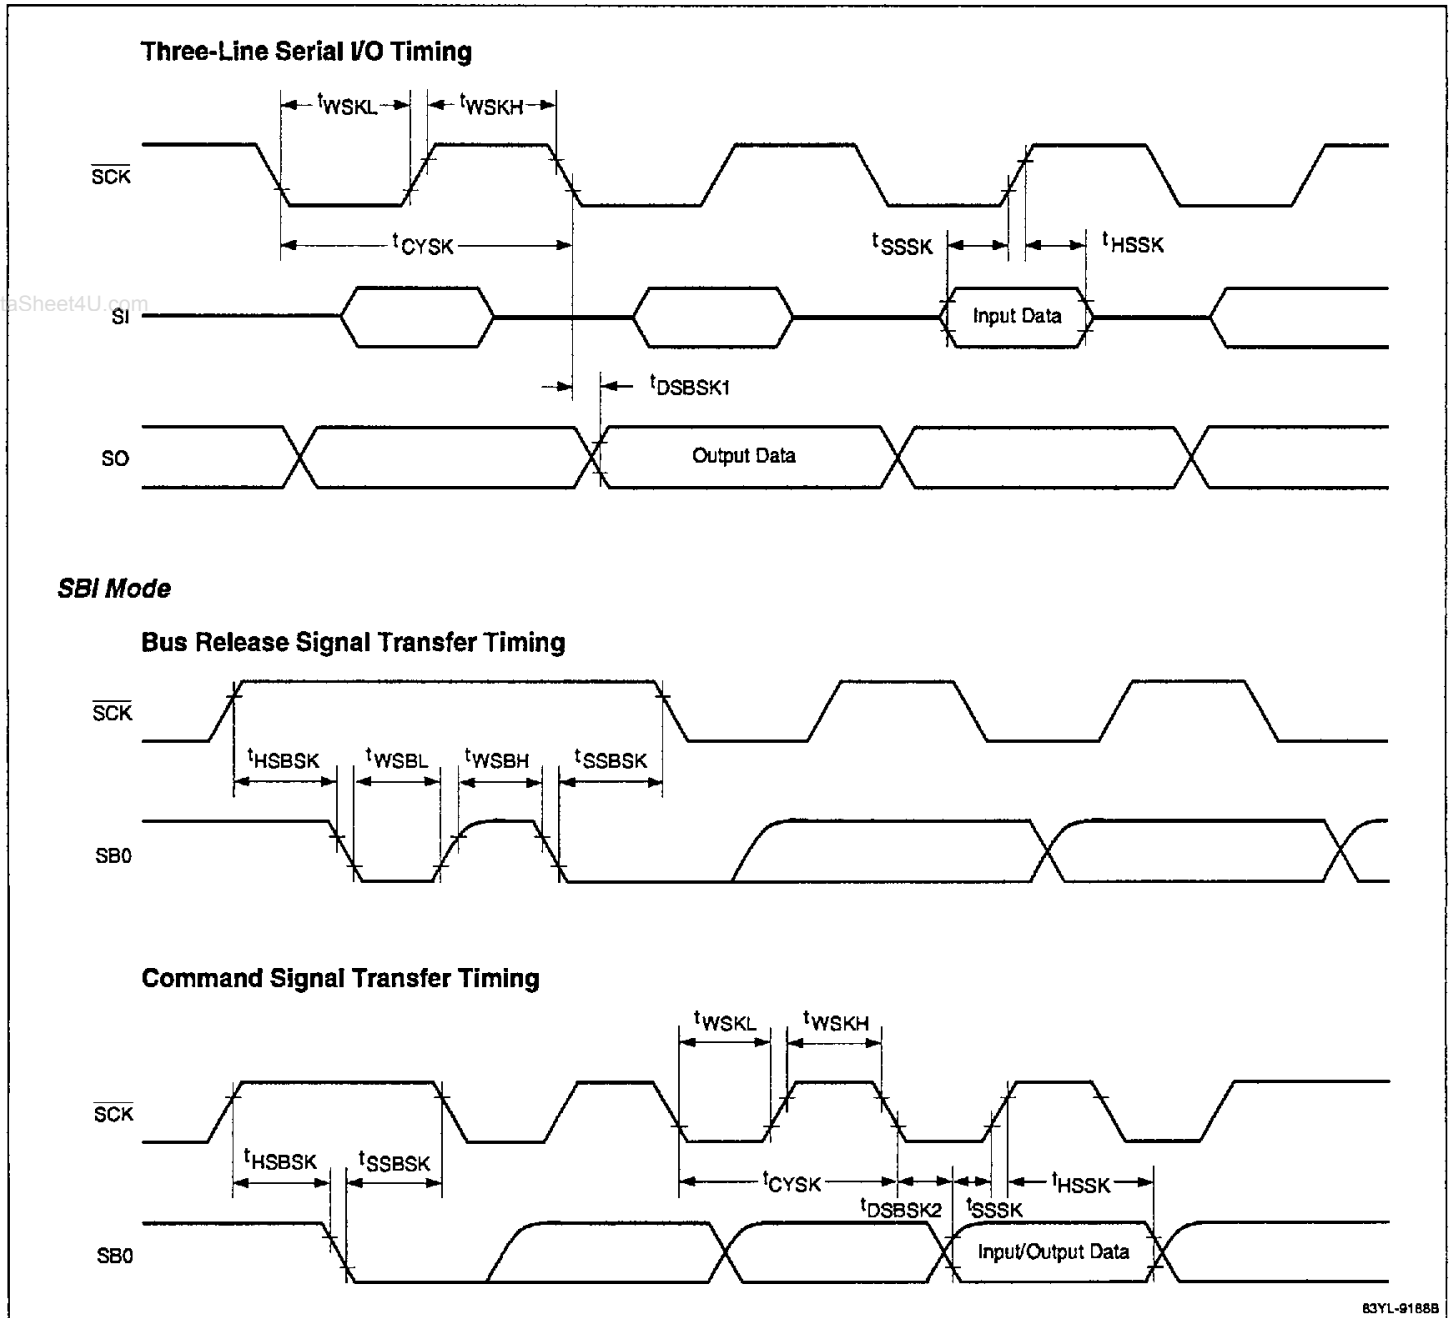 Three-Line Serial I/O Timing
tWSKL
tWSKH
SCK
tCYSK
tSSSK
tHSSK
taSheet4U.com
SI
Input Data
tDSBSK1
SO
Output Data
SBI Mode
Bus Release Signal Transfer Timing
SCK
tHSBSK
tWSBL
tWSBH
tSSBSK
SB0
Command Signal Transfer Timing
tWSKL
tWSKH
SCK
tHSBSK
tSSBSK
tCYSK
tDSBSK2
tSSSK
tHSSK
SB0
Input/Output Data
83YL-9188B